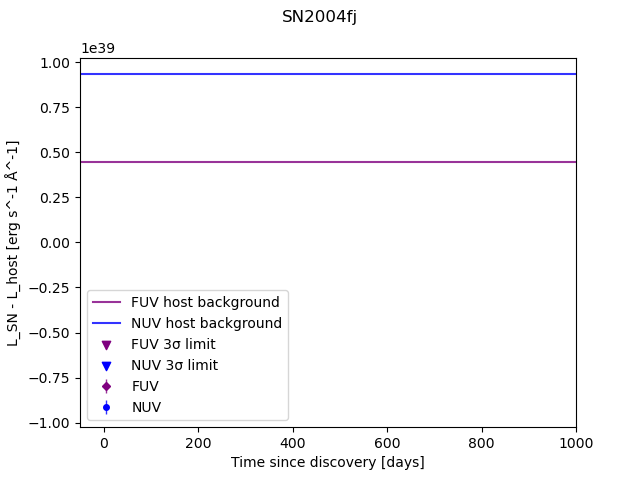 SN2004fj
1e39
1.00
0.75
0.50
0.25
0.00
−0.25
−0.50
−0.75
−1.00
L_SN - L_host [erg s^-1 Å^-1]
FUV host background
NUV host background
FUV 3σ limit
NUV 3σ limit
FUV
NUV
0 200 400 600 800 1000
Time since discovery [days]